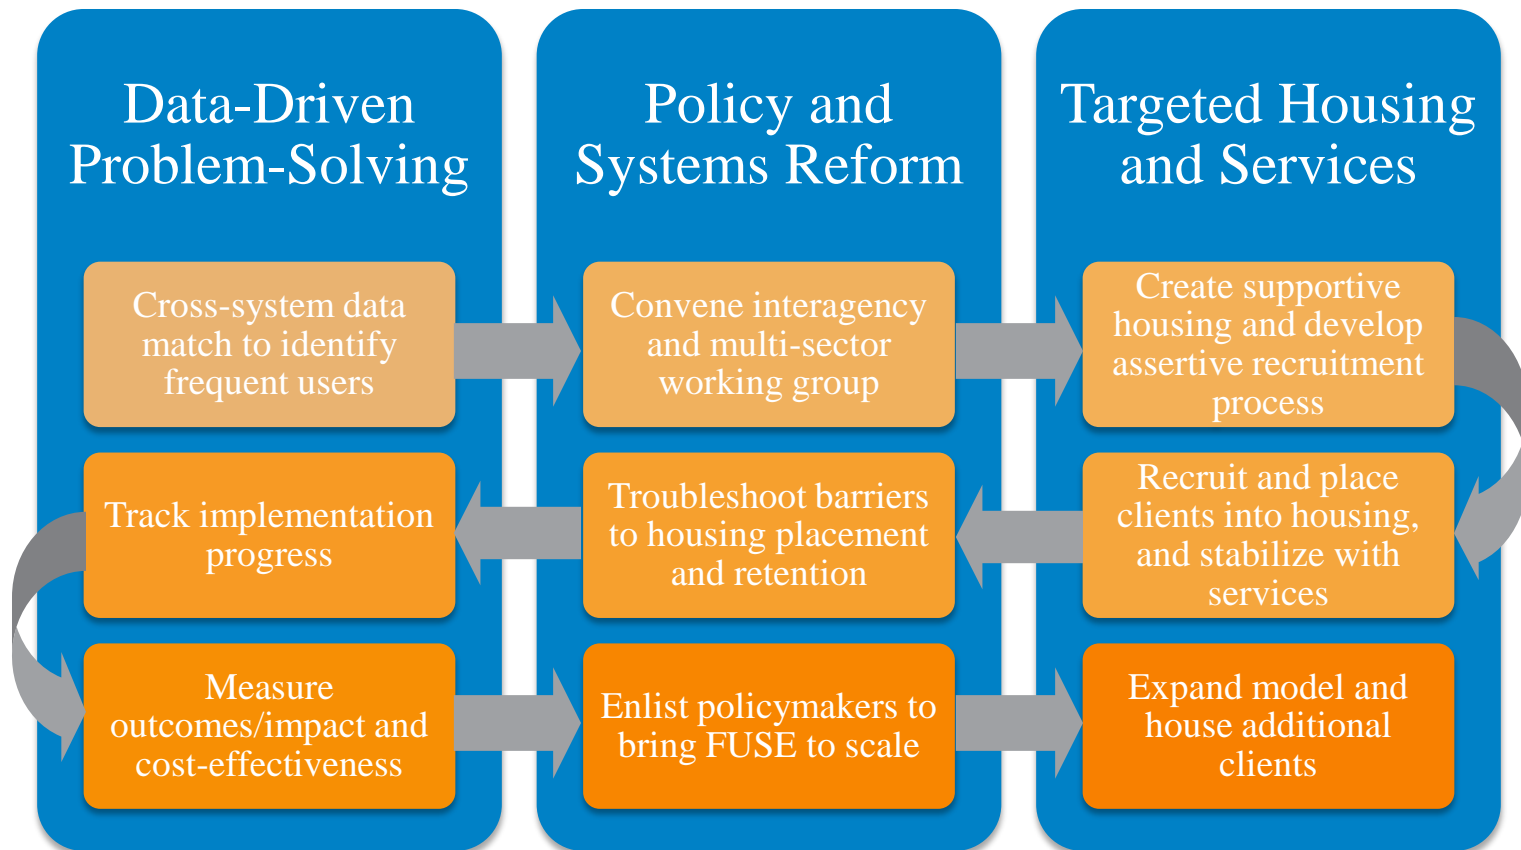 Data-Driven
Problem-Solving
Cross-system data
match to identify
frequent users
Track implementation
progress
Measure
outcomes/impact and
cost-effectiveness
Policy and
Systems Reform
Convene interagency
and multi-sector
working group
Troubleshoot barriers
to housing placement
and retention
Enlist policymakers to
bring FUSE to scale
Targeted Housing
and Services
Create supportive
housing and develop
assertive recruitment
process
Recruit and place
clients into housing,
and stabilize with
services
Expand model and
house additional
clients